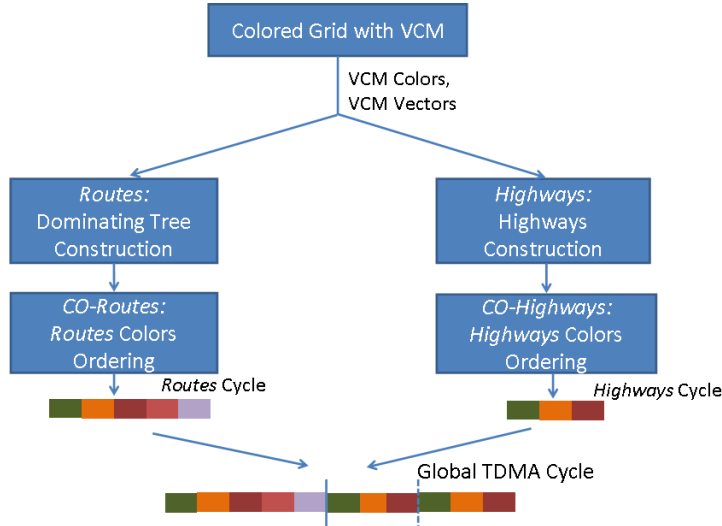 Colored Grid with VCM
VCM Colors,
VCM Vectors
Routes:
Dominating Tree
Construction
Highways:
Highways
Construction
CO-Routes:
Routes Colors
Ordering
CO-Highways:
Highways Colors
Ordering
Routes Cycle
Highways Cycle
Global TDMA Cycle